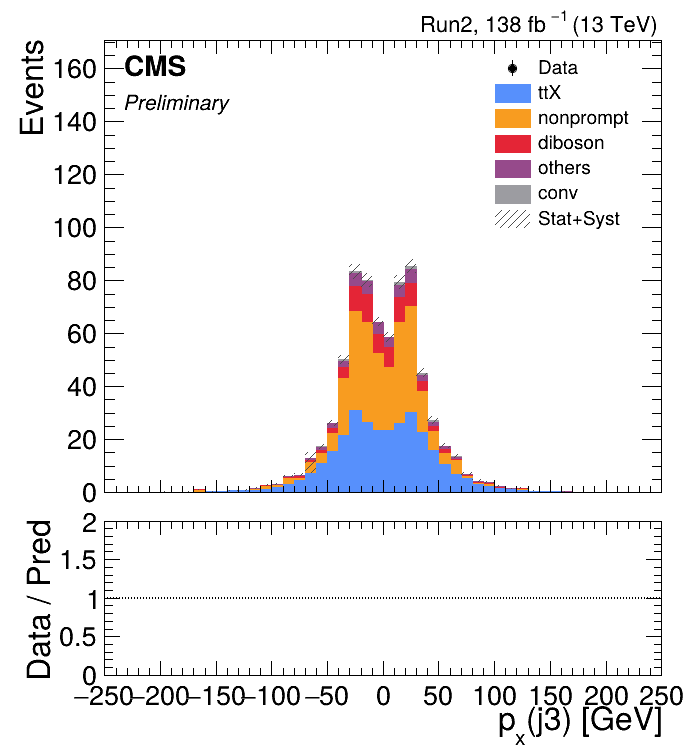 Run2, 138 fb⁻¹ (13 TeV)
CMS
Preliminary
Events
160
140
120
100
80
60
40
20
0
Data
ttX
nonprompt
diboson
others
conv
Stat+Syst
Data / Pred
2
1.5
1
0.5
0
−250 −200 −150 −100 −50 0 50 100 150 200 250
pₓ(j3) [GeV]